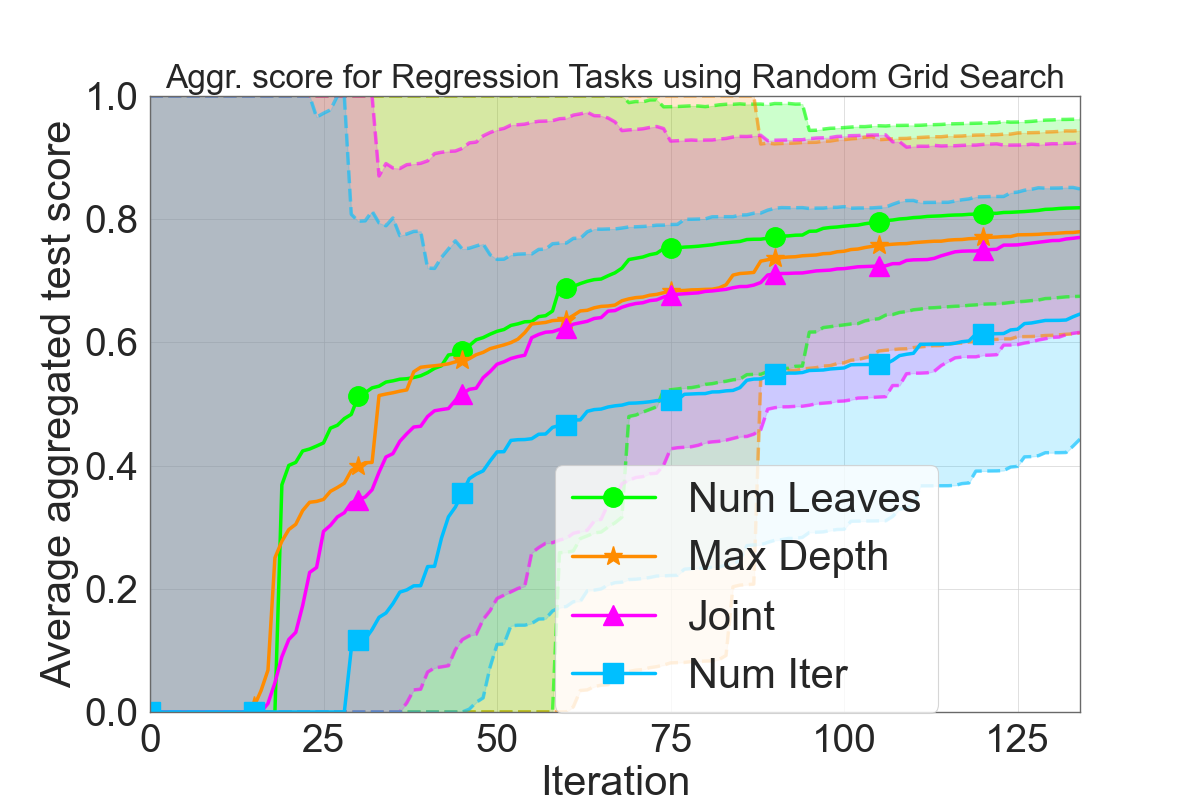 Aggr. score for Regression Tasks using Random Grid Search
Average aggregated test score
1.0
0.8
0.6
0.4
0.2
0.0
Num Leaves
Max Depth
Joint
Num Iter
0 25 50 75 100 125
Iteration